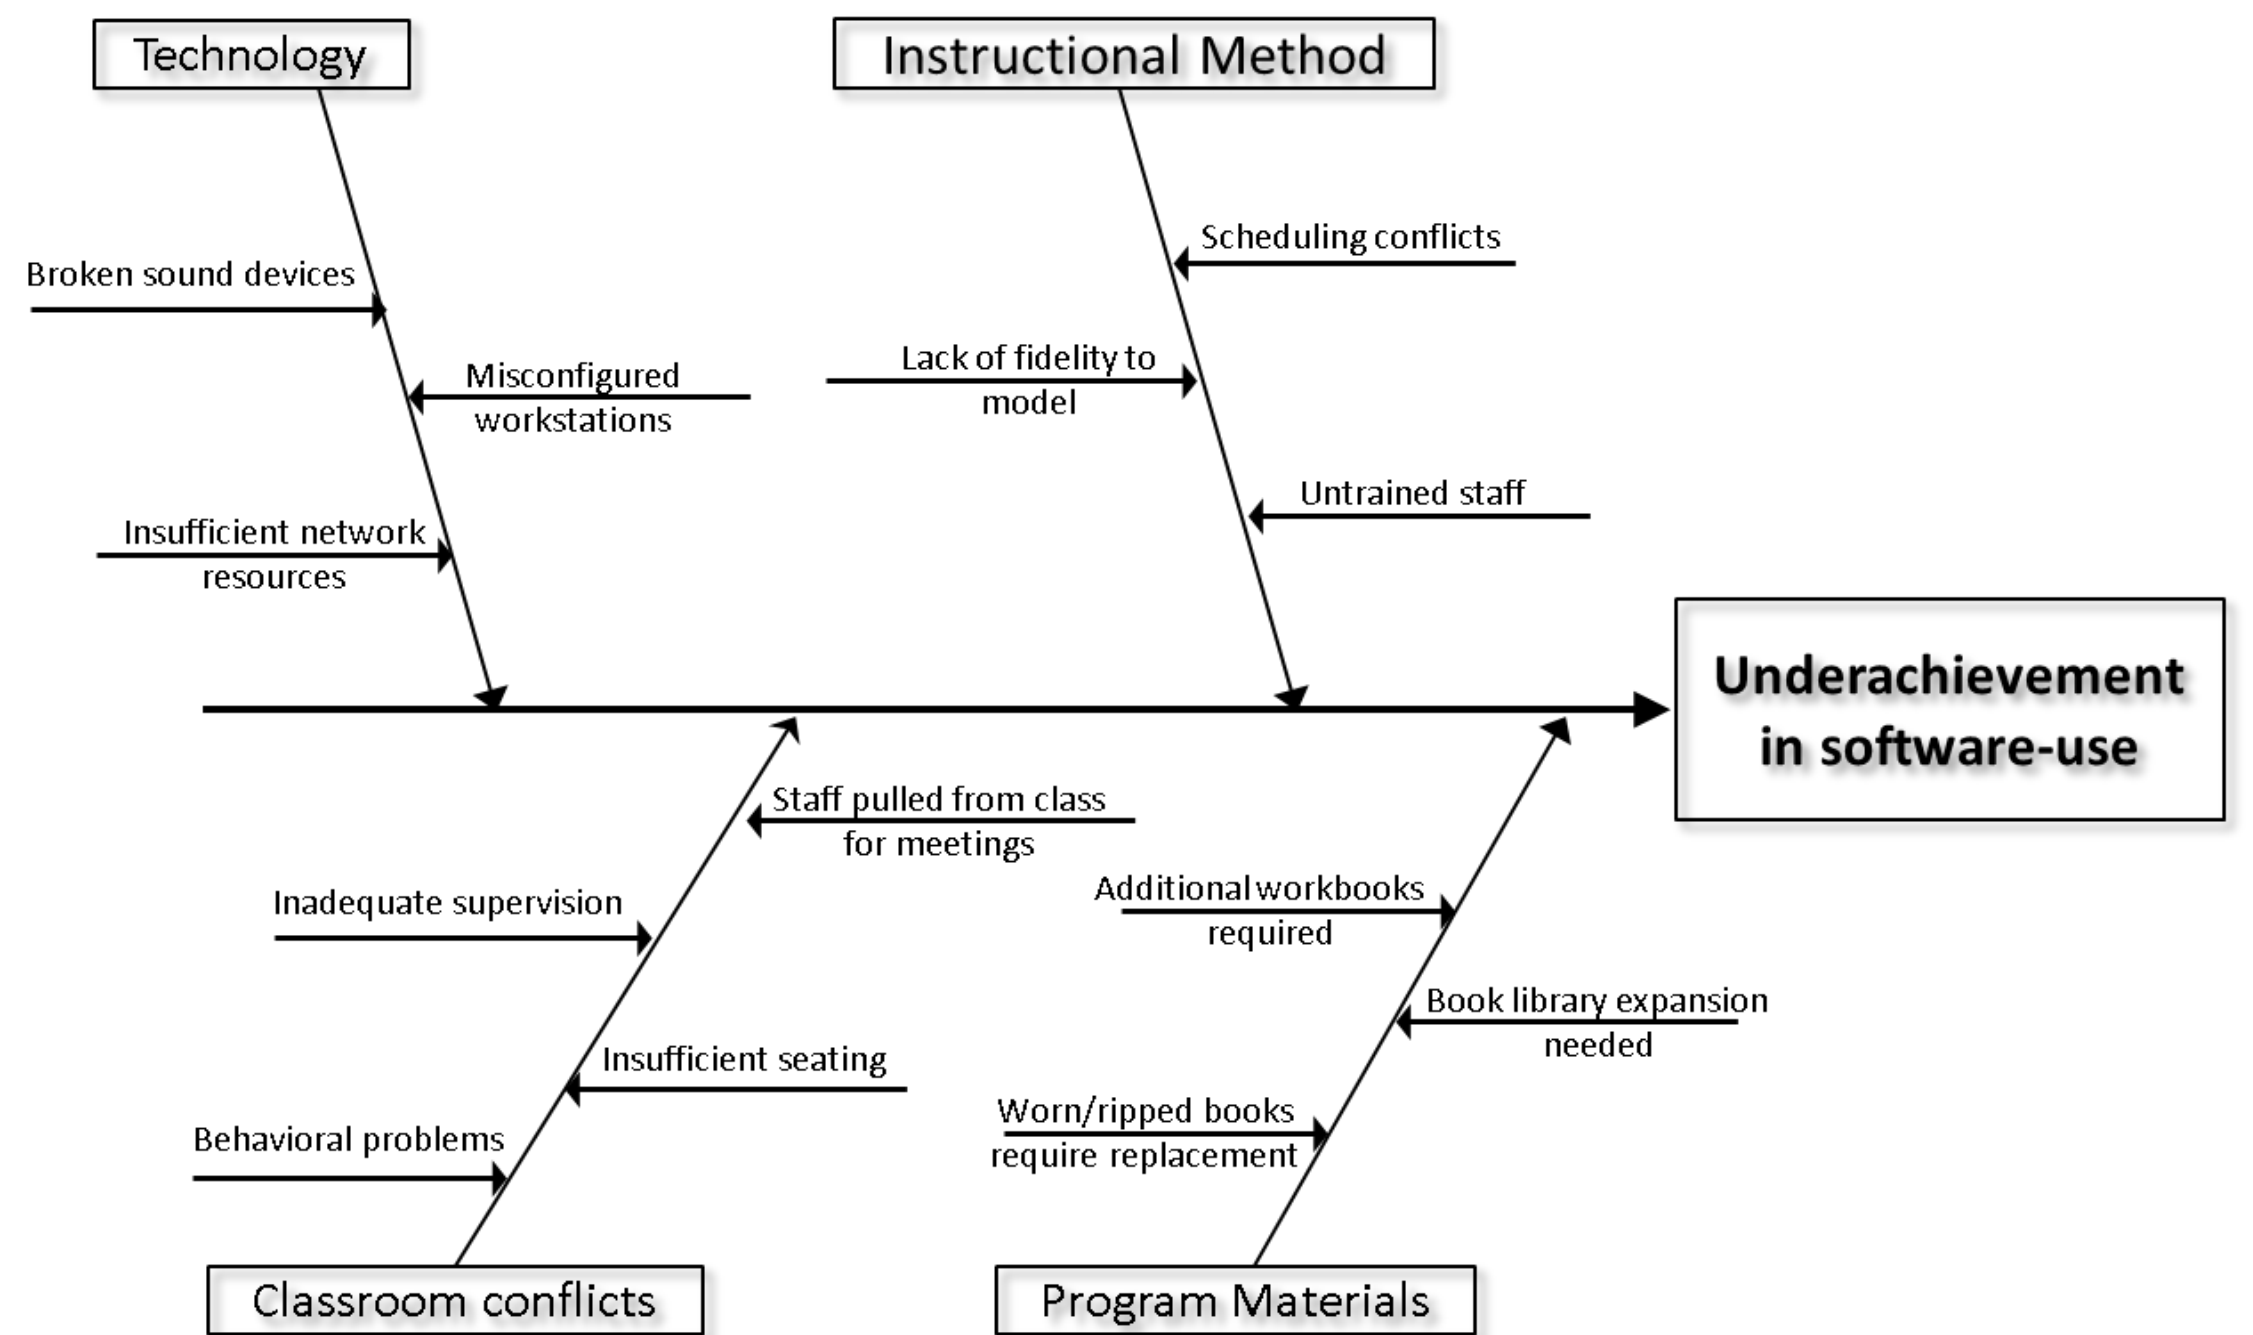 Technology
Instructional Method
Scheduling conflicts
Broken sound devices
Lack of fidelity to
model
Misconfigured
workstations
Untrained staff
Insufficient network
resources
Underachievement
in software-use
Staff pulled from class
for meetings
Inadequate supervision
Additional workbooks
required
Book library expansion
needed
Insufficient seating
Worn/ripped books
require replacement
Behavioral problems
Classroom conflicts
Program Materials